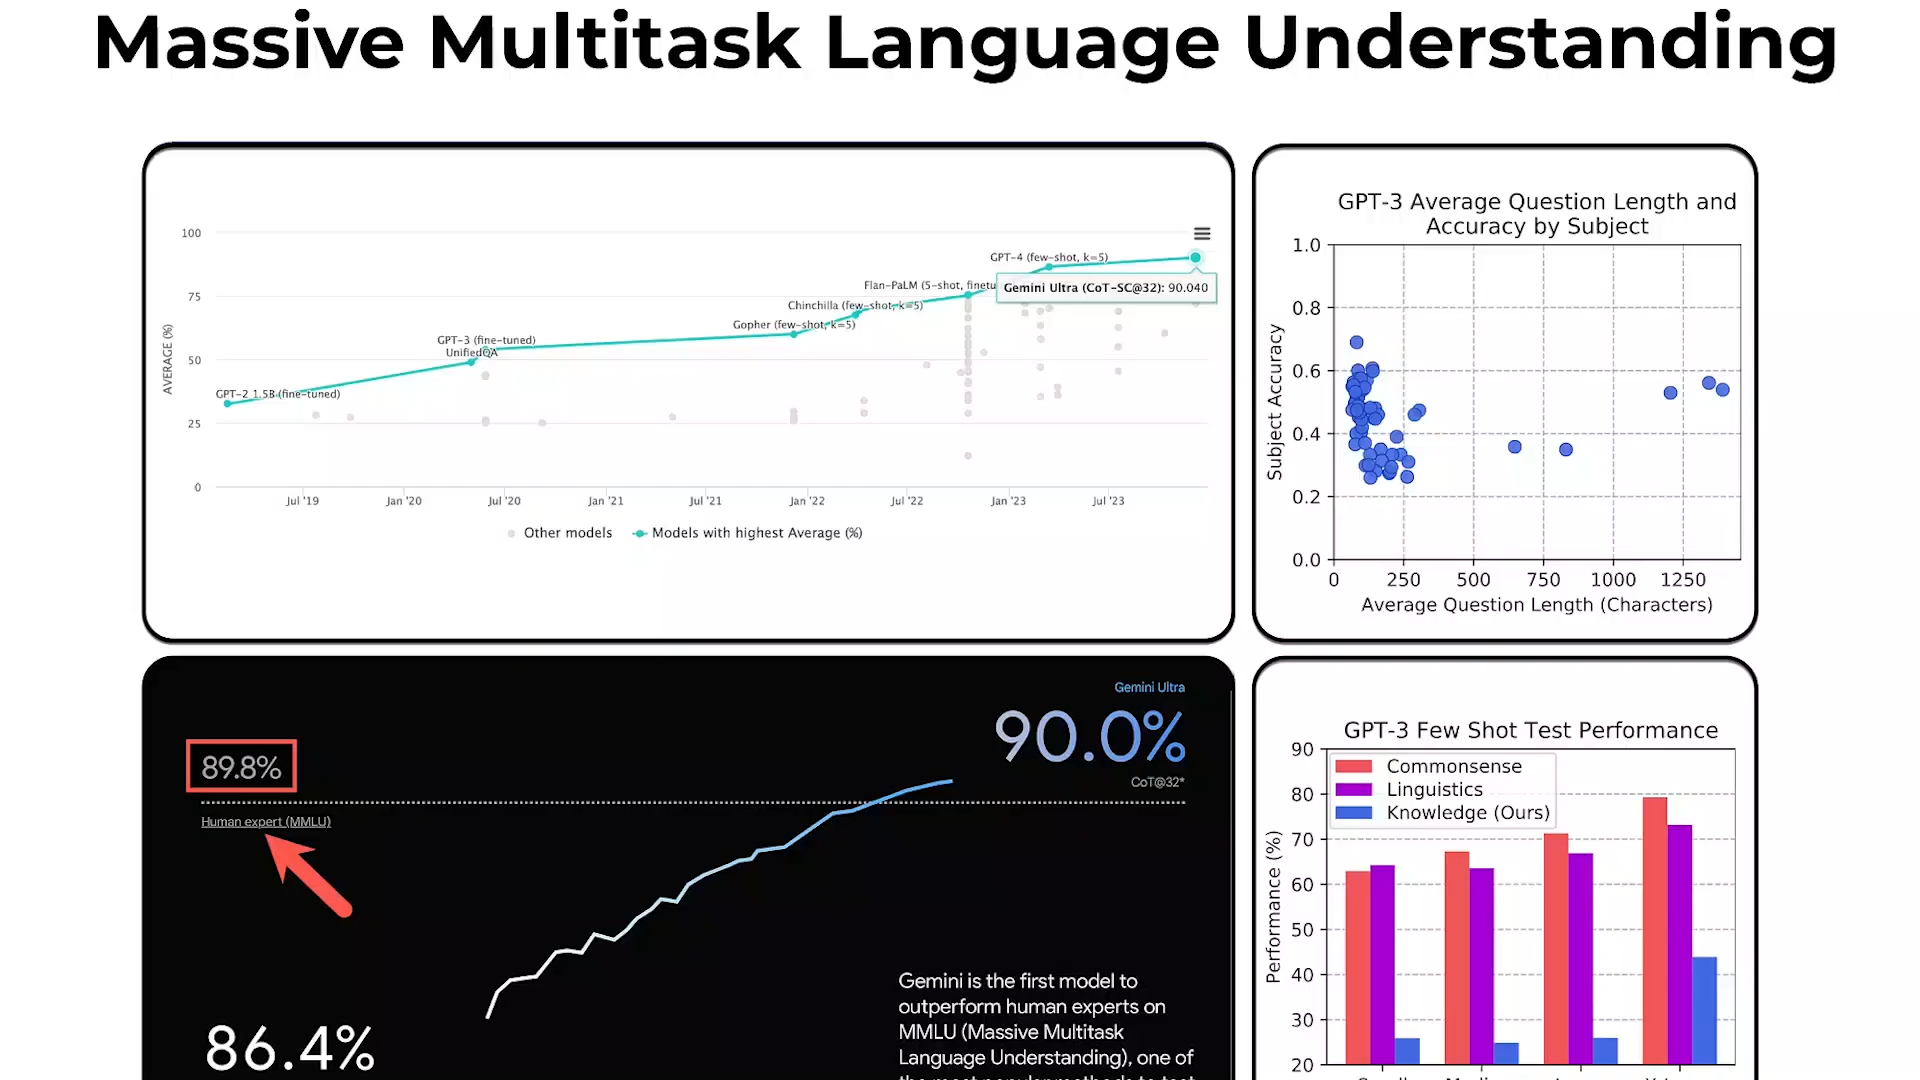 Massive Multitask Language Understanding
100
75
50
25
0
AVERAGE (%)
GPT-2 1.5B (fine-tuned)
GPT-3 (fine-tuned)
UnifiedQA
Gopher (few-shot, k=5)
Chinchilla (few-shot, k=5)
Flan-PaLM (5-shot, finetu
GPT-4 (few-shot, k=5)
Gemini Ultra (CoT-SC@32): 90.040
Jul '19
Jan '20
Jul '20
Jan '21
Jul '21
Jan '22
Jul '22
Jan '23
Jul '23
Other models
Models with highest Average (%)
GPT-3 Average Question Length and
Accuracy by Subject
1.0
0.8
0.6
0.4
0.2
0.0
Subject Accuracy
0
250
500
750
1000
1250
Average Question Length (Characters)
89.8%
Human expert (MMLU)
Gemini Ultra
90.0%
CoT@32*
86.4%
Gemini is the first model to
outperform human experts on
MMLU (Massive Multitask
Language Understanding), one of
GPT-3 Few Shot Test Performance
90
80
70
60
50
40
30
20
Performance (%)
Commonsense
Linguistics
Knowledge (Ours)